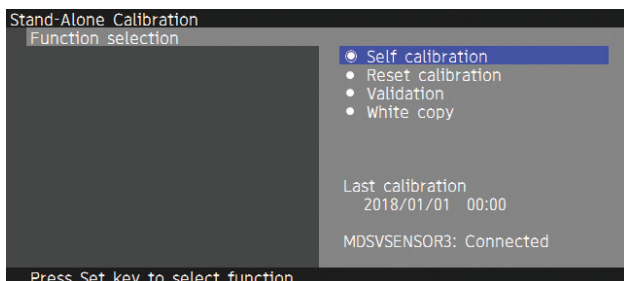 Stand-Alone Calibration
Function selection
Self calibration
Reset calibration
Validation
White copy
Last calibration
2018/01/01 00:00
MDSVSENSOR3: Connected
Press Set key to select function